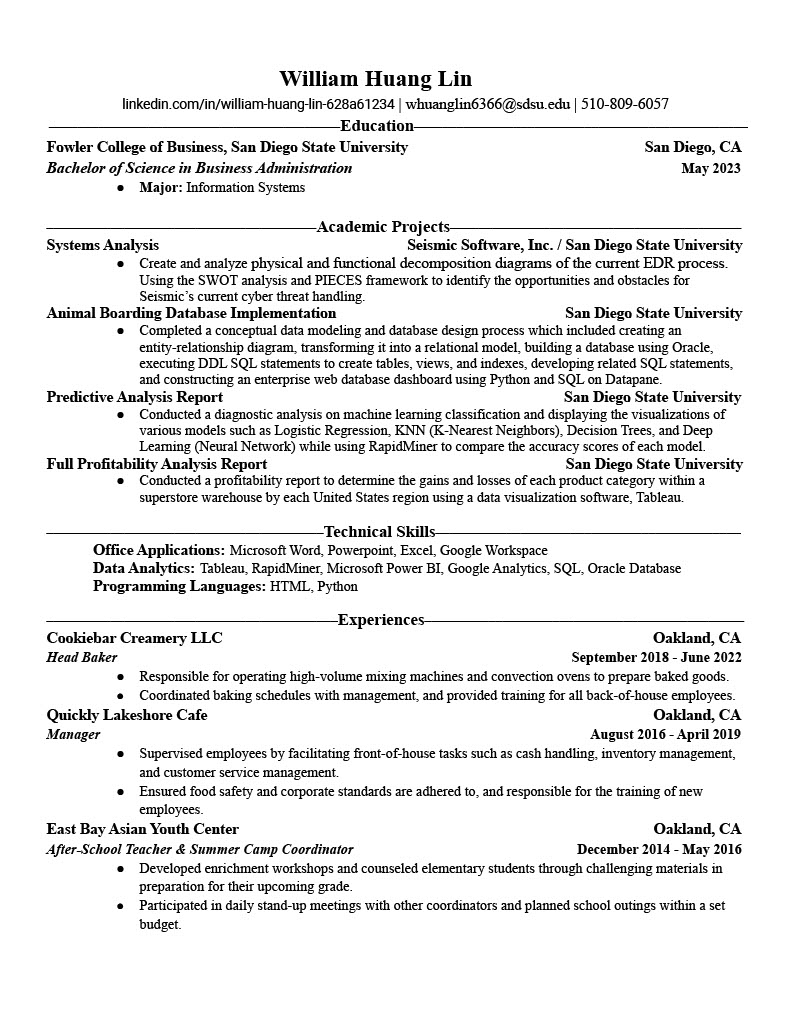 William Huang Lin
linkedin.com/in/william-huang-lin-628a61234 | whuanglin6366@sdsu.edu | 510-809-6057
Education
Fowler College of Business, San Diego State University San Diego, CA
Bachelor of Science in Business Administration May 2023
● Major: Information Systems
Academic Projects
Systems Analysis Seismic Software, Inc. / San Diego State University
● Create and analyze physical and functional decomposition diagrams of the current EDR process.
Using the SWOT analysis and PIECES framework to identify the opportunities and obstacles for
Seismic’s current cyber threat handling.
Animal Boarding Database Implementation San Diego State University
● Completed a conceptual data modeling and database design process which included creating an
entity-relationship diagram, transforming it into a relational model, building a database using Oracle,
executing DDL SQL statements to create tables, views, and indexes, developing related SQL statements,
and constructing an enterprise web database dashboard using Python and SQL on Datapane.
Predictive Analysis Report San Diego State University
● Conducted a diagnostic analysis on machine learning classification and displaying the visualizations of
various models such as Logistic Regression, KNN (K-Nearest Neighbors), Decision Trees, and Deep
Learning (Neural Network) while using RapidMiner to compare the accuracy scores of each model.
Full Profitability Analysis Report San Diego State University
● Conducted a profitability report to determine the gains and losses of each product category within a
superstore warehouse by each United States region using a data visualization software, Tableau.
Technical Skills
Office Applications: Microsoft Word, Powerpoint, Excel, Google Workspace
Data Analytics: Tableau, RapidMiner, Microsoft Power BI, Google Analytics, SQL, Oracle Database
Programming Languages: HTML, Python
Experiences
Cookiebar Creamery LLC Oakland, CA
Head Baker September 2018 - June 2022
● Responsible for operating high-volume mixing machines and convection ovens to prepare baked goods.
● Coordinated baking schedules with management, and provided training for all back-of-house employees.
Quickly Lakeshore Cafe Oakland, CA
Manager August 2016 - April 2019
● Supervised employees by facilitating front-of-house tasks such as cash handling, inventory management,
and customer service management.
● Ensured food safety and corporate standards are adhered to, and responsible for the training of new
employees.
East Bay Asian Youth Center Oakland, CA
After-School Teacher & Summer Camp Coordinator December 2014 - May 2016
● Developed enrichment workshops and counseled elementary students through challenging materials in
preparation for their upcoming grade.
● Participated in daily stand-up meetings with other coordinators and planned school outings within a set
budget.